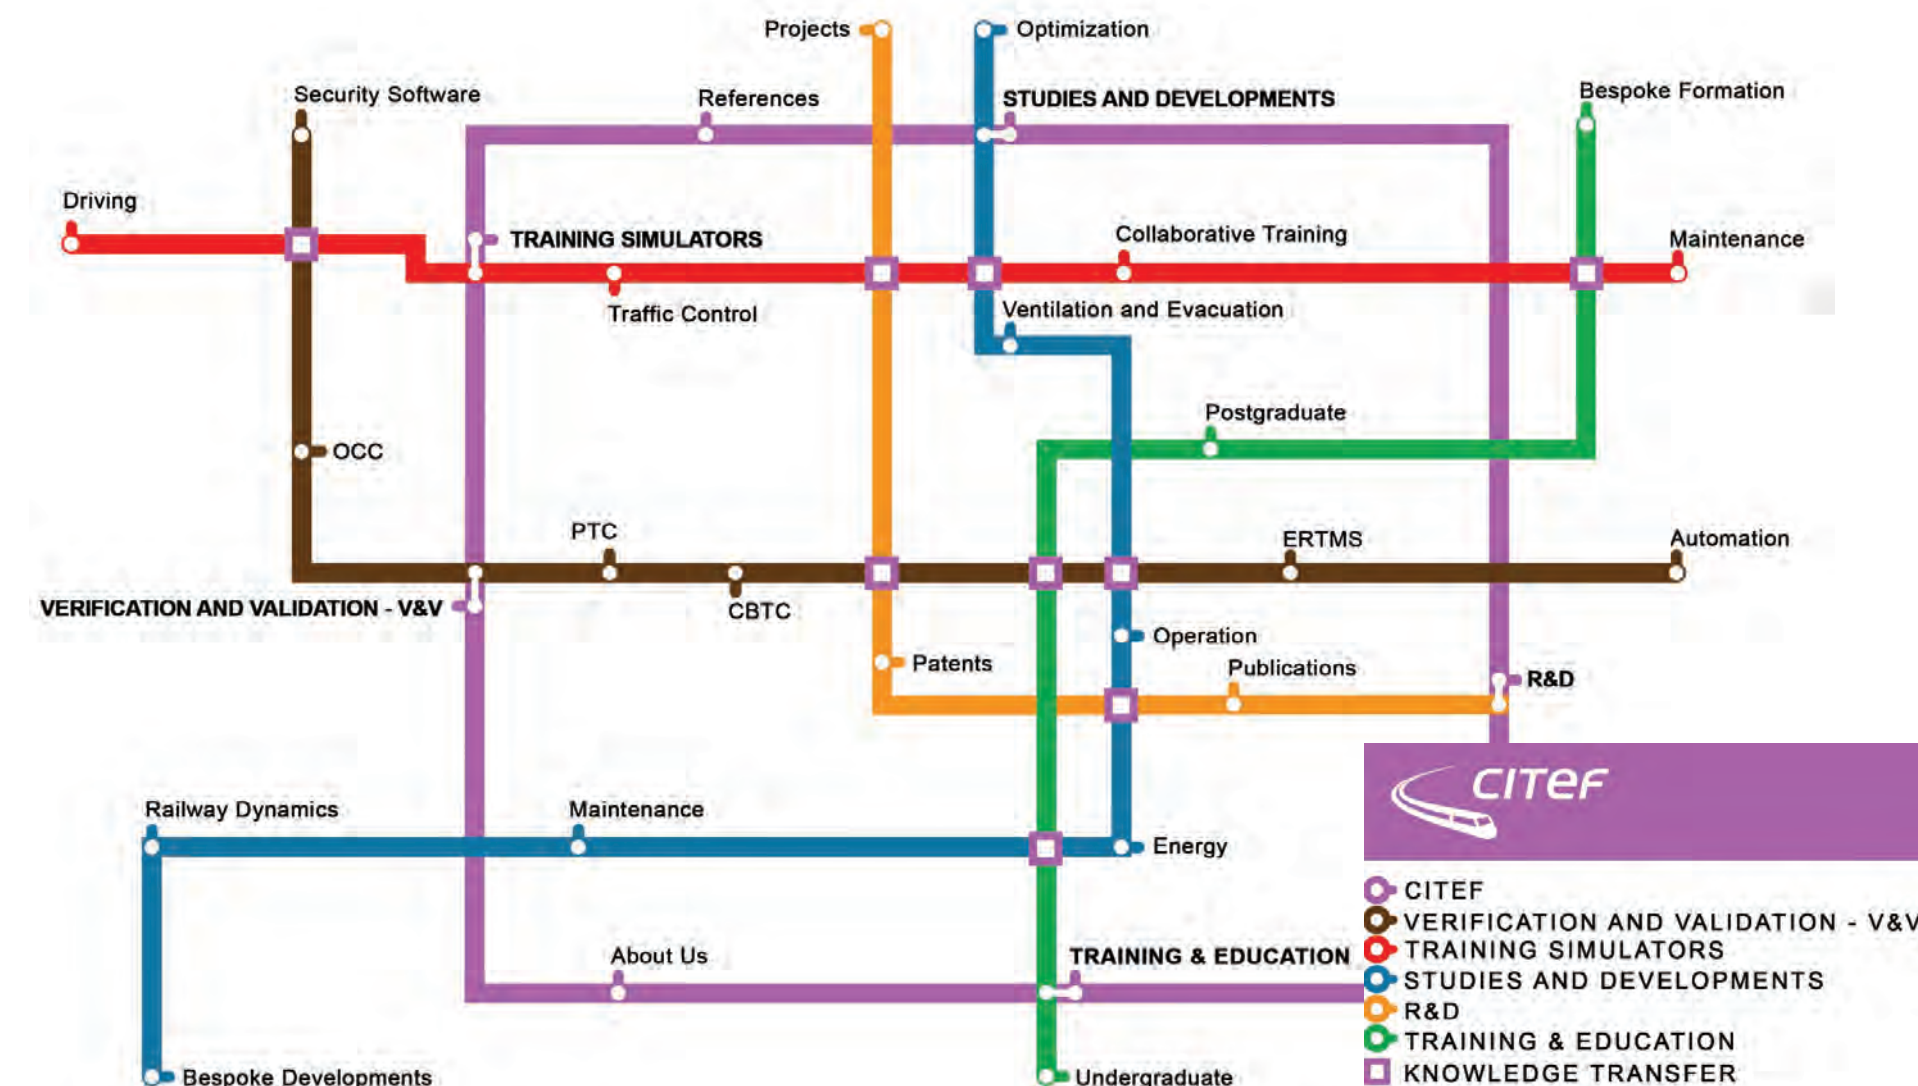 Projects
Optimization
Security Software
References
STUDIES AND DEVELOPMENTS
Bespoke Formation
Driving
TRAINING SIMULATORS
Collaborative Training
Maintenance
Traffic Control
Ventilation and Evacuation
Postgraduate
OCC
PTC
ERTMS
Automation
VERIFICATION AND VALIDATION - V&V
CBTC
Operation
Patents
Publications
R&D
CITEF
Railway Dynamics
Maintenance
Energy
CITEF
VERIFICATION AND VALIDATION - V&V
TRAINING SIMULATORS
STUDIES AND DEVELOPMENTS
R&D
TRAINING & EDUCATION
KNOWLEDGE TRANSFER
About Us
TRAINING & EDUCATION
Bespoke Developments
Undergraduate